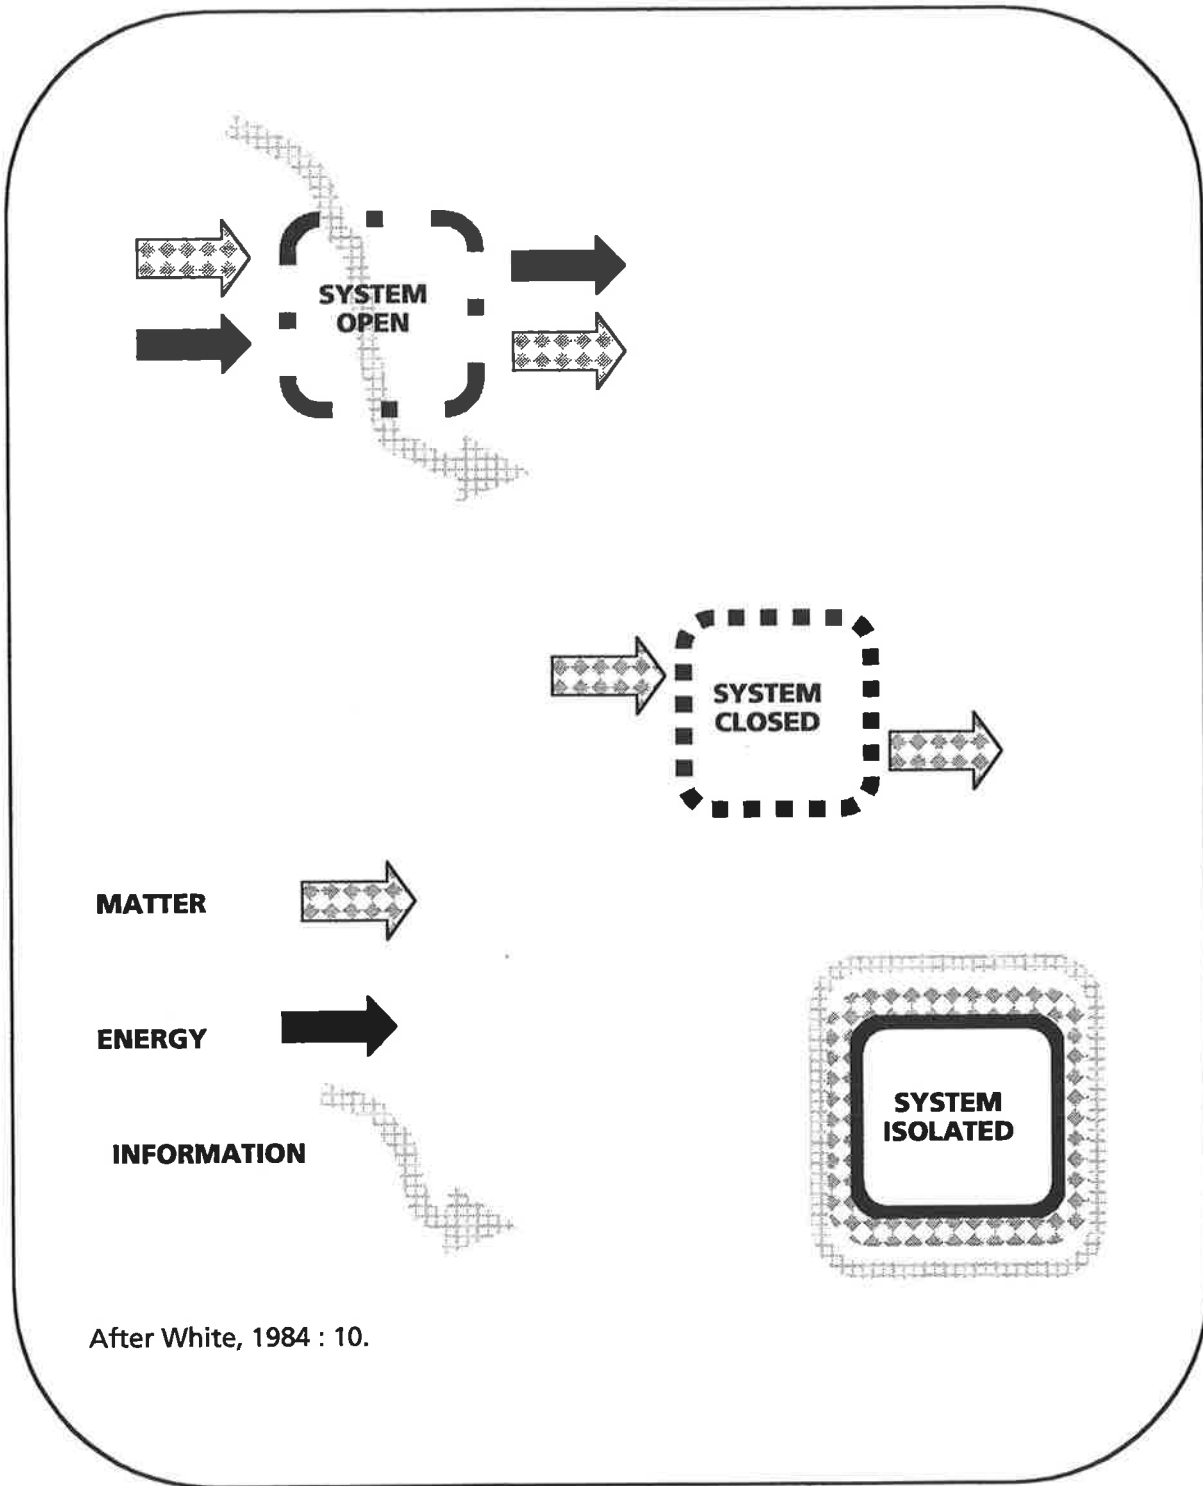 SYSTEM
OPEN
SYSTEM
CLOSED
MATTER
ENERGY
SYSTEM
ISOLATED
INFORMATION
After White, 1984 : 10.